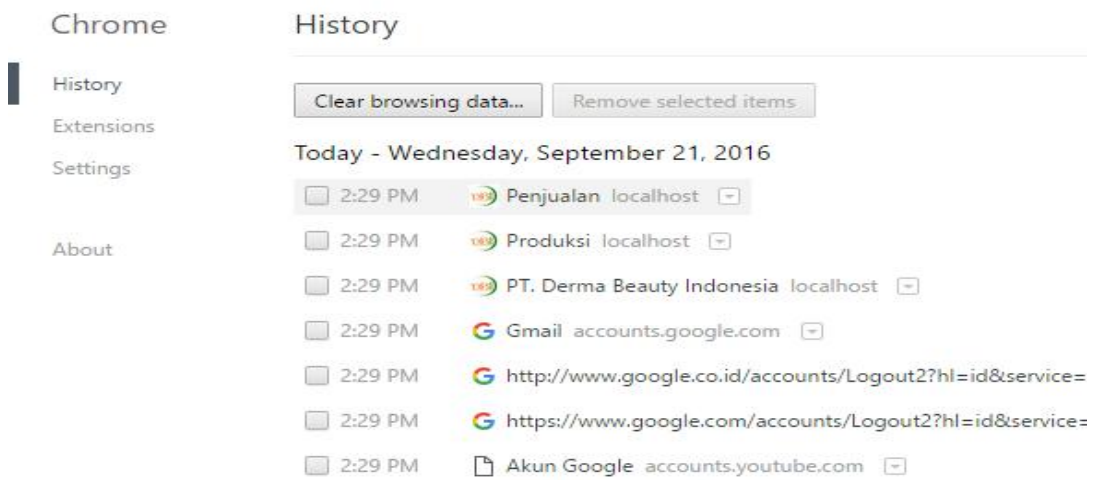 Chrome
History
History
Clear browsing data... Remove selected items
Extensions
Today - Wednesday, September 21, 2016
Settings
2:29 PM Penjualan localhost
2:29 PM Produksi localhost
About
2:29 PM PT. Derma Beauty Indonesia localhost
2:29 PM Gmail accounts.google.com
2:29 PM http://www.google.co.id/accounts/Logout2?hl=id&service=
2:29 PM https://www.google.com/accounts/Logout2?hl=id&service=
2:29 PM Akun Google accounts.youtube.com